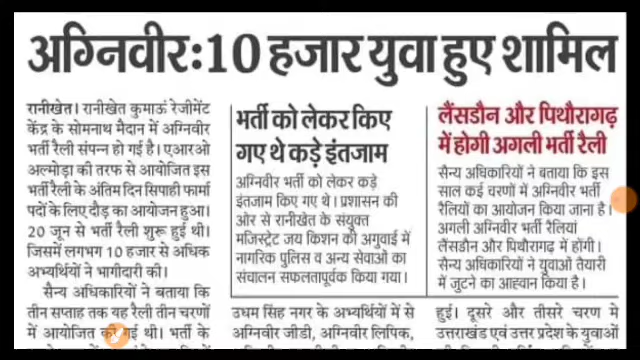 अग्निवीर:10 हजार युवा हुए शामिल
रानीखेत। रानीखेत कुमाऊं रेजीमेंट
केंद्र के सोमनाथ मैदान में अग्निवीर
भर्ती रैली संपन्न हो गई है। एआरओ
अल्मोड़ा की तरफ से आयोजित इस
भर्ती रैली के अंतिम दिन सिपाही फार्मा
पदों के लिए दौड़ का आयोजन हुआ।
20 जून से भर्ती रैली शुरू हुई थी।
जिसमें लगभग 10 हजार से अधिक
अभ्यर्थियों ने भागीदारी की।
सैन्य अधिकारियों ने बताया कि
तीन सप्ताह तक यह रैली तीन चरणों
में आयोजित की गई थी। भर्ती के
भर्ती को लेकर किए
गए थे कड़े इंतजाम
अग्निवीर भर्ती को लेकर कड़े
इंतजाम किए गए थे। प्रशासन की
ओर से रानीखेत के संयुक्त
मजिस्ट्रेट जय किशन की अगुवाई में
नागरिक पुलिस व अन्य सेवाओं का
संचालन सफलतापूर्वक किया गया।
उधम सिंह नगर के अभ्यर्थियों में से
अग्निवीर जीडी, अग्निवीर लिपिक,
लैंसडौन और पिथौरागढ़
में होगी अगली भर्ती रैली
सैन्य अधिकारियों ने बताया कि इस
साल कई चरणों में अग्निवीर भर्ती
रैलियों का आयोजन किया जाना है।
अगली अग्निवीर भर्ती रैलियां
लैंसडौन और पिथौरागढ़ में होंगी।
सैन्य अधिकारियों ने युवाओं तैयारी
में जुटने का आह्वान किया है।
हुई। दूसरे और तीसरे चरण मे
उत्तराखंड एवं उत्तर प्रदेश के युवाओं